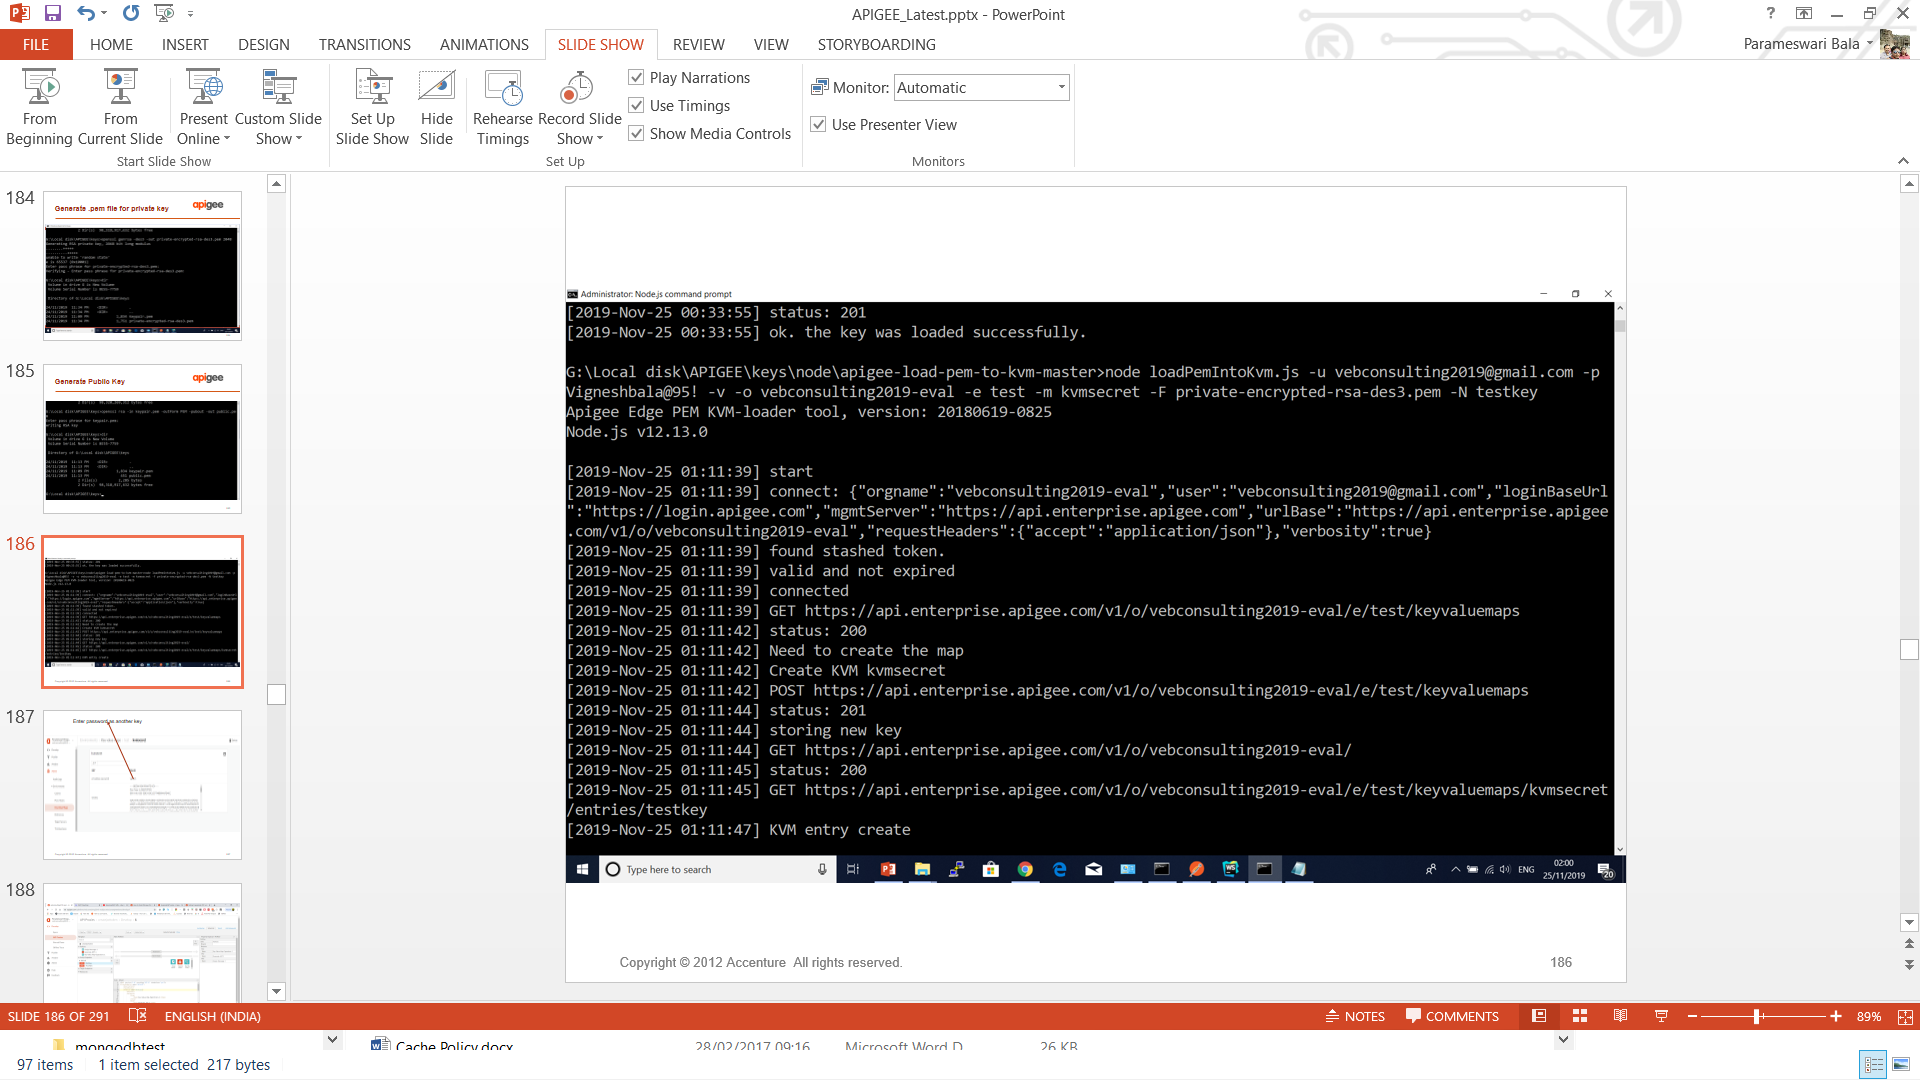 APIGEE_Latest.pptx - PowerPoint
FILE HOME INSERT DESIGN TRANSITIONS ANIMATIONS SLIDE SHOW REVIEW VIEW STORYBOARDING
Parameswari Bala
From Beginning
From Current Slide
Present Online
Custom Slide Show
Start Slide Show
Set Up Slide Show
Hide Slide
Rehearse Timings
Record Slide Show
Play Narrations
Use Timings
Show Media Controls
Set Up
Monitor: Automatic
Use Presenter View
Monitors
184
Generate .pem file for private key
apigee
185
Generate Public Key
apigee
186
187
Enter password as another key
188
Administrator: Node.js command prompt
[2019-Nov-25 00:33:55] status: 201
[2019-Nov-25 00:33:55] ok. the key was loaded successfully.
G:\Local disk\APIGEE\keys\node\apigee-load-pem-to-kvm-master>node loadPemIntoKvm.js -u vebconsulting2019@gmail.com -p
Vigneshbala@95! -v -o vebconsulting2019-eval -e test -m kvmsecret -F private-encrypted-rsa-des3.pem -N testkey
Apigee Edge PEM KVM-loader tool, version: 20180619-0825
Node.js v12.13.0
[2019-Nov-25 01:11:39] start
[2019-Nov-25 01:11:39] connect: {"orgname":"vebconsulting2019-eval","user":"vebconsulting2019@gmail.com","loginBaseUrl
":"https://login.apigee.com","mgmtServer":"https://api.enterprise.apigee.com","urlBase":"https://api.enterprise.apigee
.com/v1/o/vebconsulting2019-eval","requestHeaders":{"accept":"application/json"},"verbosity":true}
[2019-Nov-25 01:11:39] found stashed token.
[2019-Nov-25 01:11:39] valid and not expired
[2019-Nov-25 01:11:39] connected
[2019-Nov-25 01:11:39] GET https://api.enterprise.apigee.com/v1/o/vebconsulting2019-eval/e/test/keyvaluemaps
[2019-Nov-25 01:11:42] status: 200
[2019-Nov-25 01:11:42] Need to create the map
[2019-Nov-25 01:11:42] Create KVM kvmsecret
[2019-Nov-25 01:11:42] POST https://api.enterprise.apigee.com/v1/o/vebconsulting2019-eval/e/test/keyvaluemaps
[2019-Nov-25 01:11:44] status: 201
[2019-Nov-25 01:11:44] storing new key
[2019-Nov-25 01:11:44] GET https://api.enterprise.apigee.com/v1/o/vebconsulting2019-eval/
[2019-Nov-25 01:11:45] status: 200
[2019-Nov-25 01:11:45] GET https://api.enterprise.apigee.com/v1/o/vebconsulting2019-eval/e/test/keyvaluemaps/kvmsecret
/entries/testkey
[2019-Nov-25 01:11:47] KVM entry create
Type here to search
ENG
02:00
25/11/2019
20
Copyright © 2012 Accenture All rights reserved.
186
SLIDE 186 OF 291 ENGLISH (INDIA) NOTES COMMENTS 89%
mongodbtest
Cache Policy.docx 28/02/2017 09:16 Microsoft Word D... 26 KB
97 items 1 item selected 217 bytes